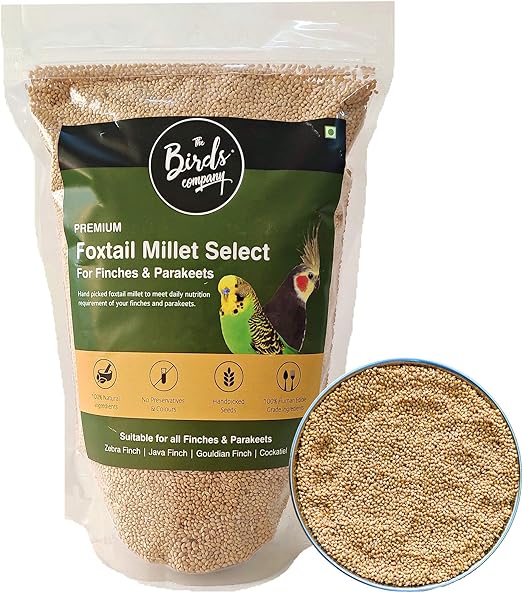 The
Birds
company
PREMIUM
Foxtail Millet Select
For Finches & Parakeets
Hand picked foxtail millet to meet daily nutrition
requirement of your finches and parakeets.
100% Natural
Ingredients
No Preservatives
& Colours
Handpicked
Seeds
100% Human Edible
Grade Ingredients
Suitable for all Finches & Parakeets
Zebra Finch | Java Finch | Gouldian Finch | Cockatiel